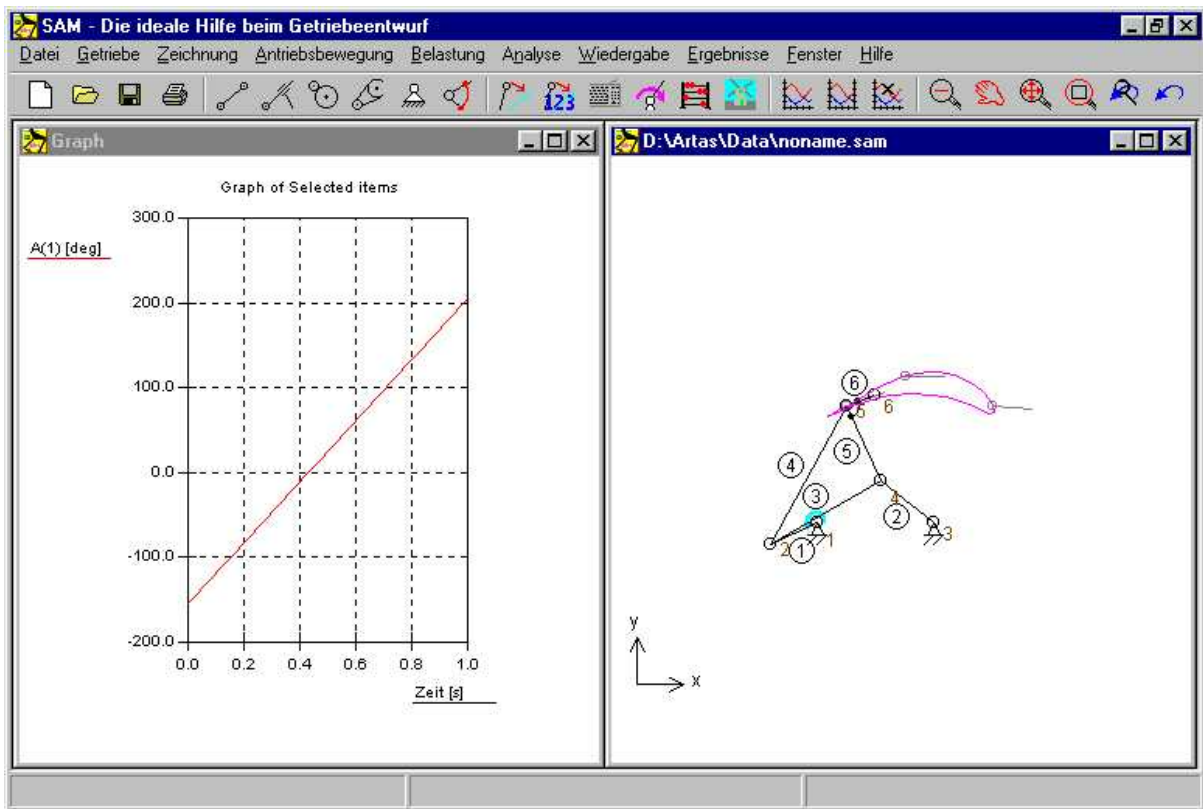 SAM - Die ideale Hilfe beim Getriebeentwurf
Datei Getriebe Zeichnung Antriebsbewegung Belastung Analyse Wiedergabe Ergebnisse Fenster Hilfe
123
Graph
Graph of Selected items
A(1) [deg]
300.0
200.0
100.0
0.0
-100.0
-200.0
0.0 0.2 0.4 0.6 0.8 1.0
Zeit [s]
D:\Artas\Data\noname.sam
6
5 6
5
4
3
4
2
2 1 1 3
y
x